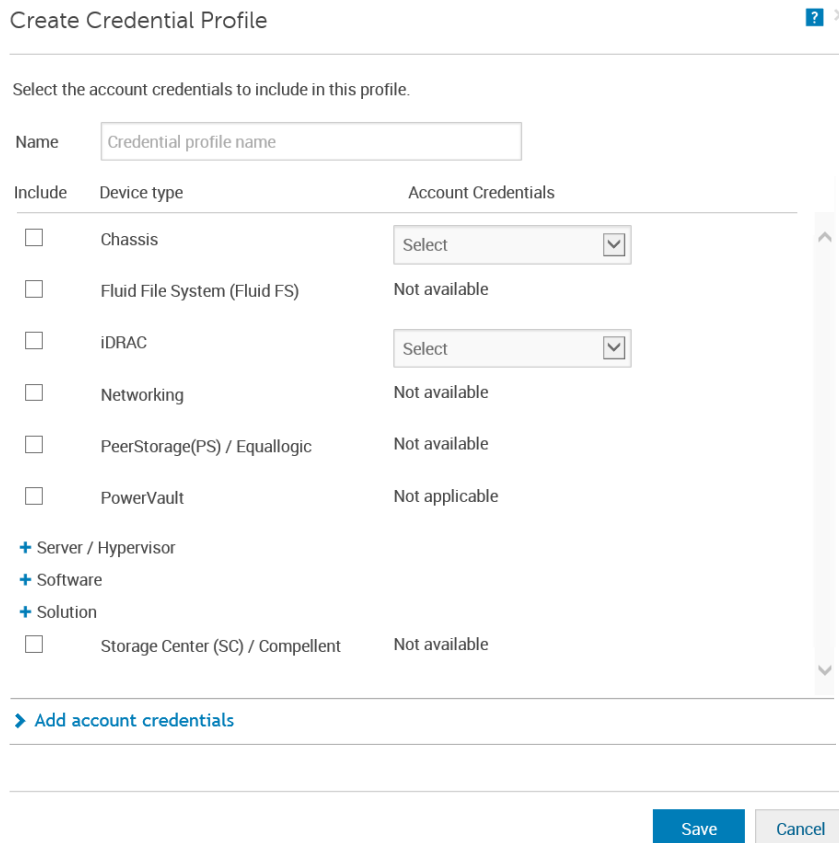 Create Credential Profile ?
Select the account credentials to include in this profile.
Name Credential profile name
Include Device type Account Credentials
Chassis Select
Fluid File System (Fluid FS) Not available
iDRAC Select
Networking Not available
PeerStorage(PS) / Equallogic Not available
PowerVault Not applicable
+ Server / Hypervisor
+ Software
+ Solution
Storage Center (SC) / Compellent Not available
Add account credentials
Save Cancel